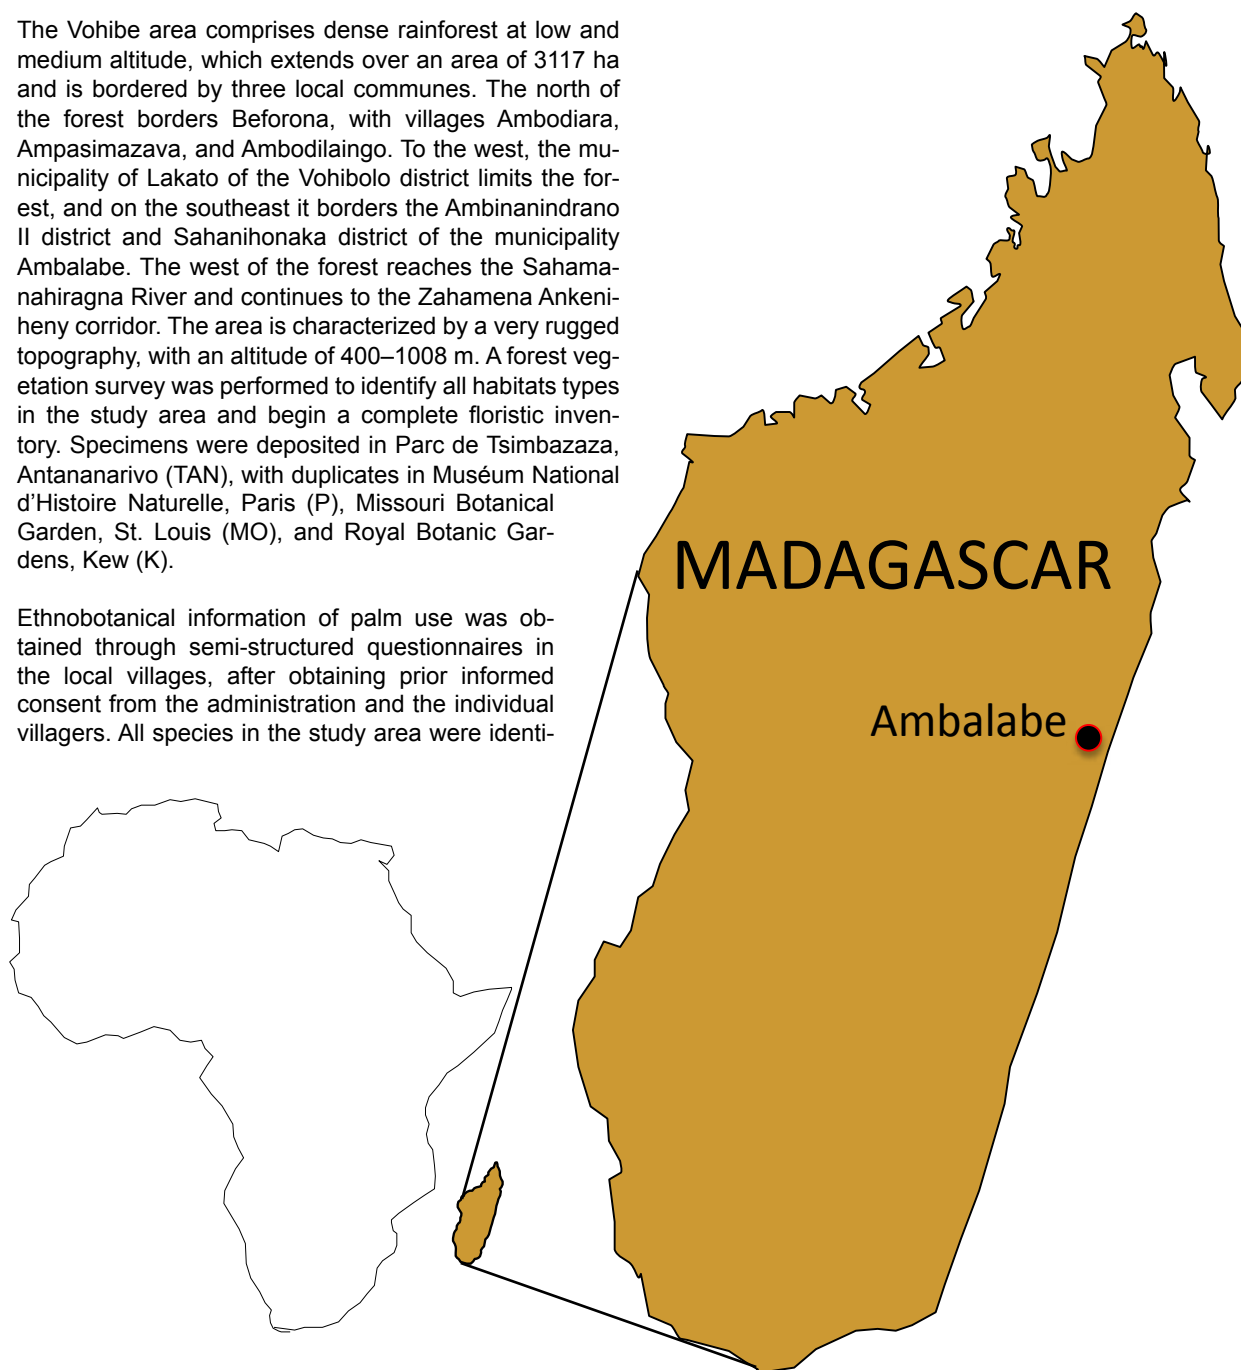 The Vohibe area comprises dense rainforest at low and
medium altitude, which extends over an area of 3117 ha
and is bordered by three local communes. The north of
the forest borders Beforona, with villages Ambodiara,
Ampasimazava, and Ambodilaingo. To the west, the mu-
nicipality of Lakato of the Vohibolo district limits the for-
est, and on the southeast it borders the Ambinanindrano
II district and Sahanihonaka district of the municipality
Ambalabe. The west of the forest reaches the Sahama-
nahiragna River and continues to the Zahamena Ankeni-
heny corridor. The area is characterized by a very rugged
topography, with an altitude of 400–1008 m. A forest veg-
etation survey was performed to identify all habitats types
in the study area and begin a complete floristic inven-
tory. Specimens were deposited in Parc de Tsimbazaza,
Antananarivo (TAN), with duplicates in Muséum National
d'Histoire Naturelle, Paris (P), Missouri Botanical
Garden, St. Louis (MO), and Royal Botanic Gar-
dens, Kew (K).
Ethnobotanical information of palm use was ob-
tained through semi-structured questionnaires in
the local villages, after obtaining prior informed
consent from the administration and the individual
villagers. All species in the study area were identi-
MADAGASCAR
Ambalabe